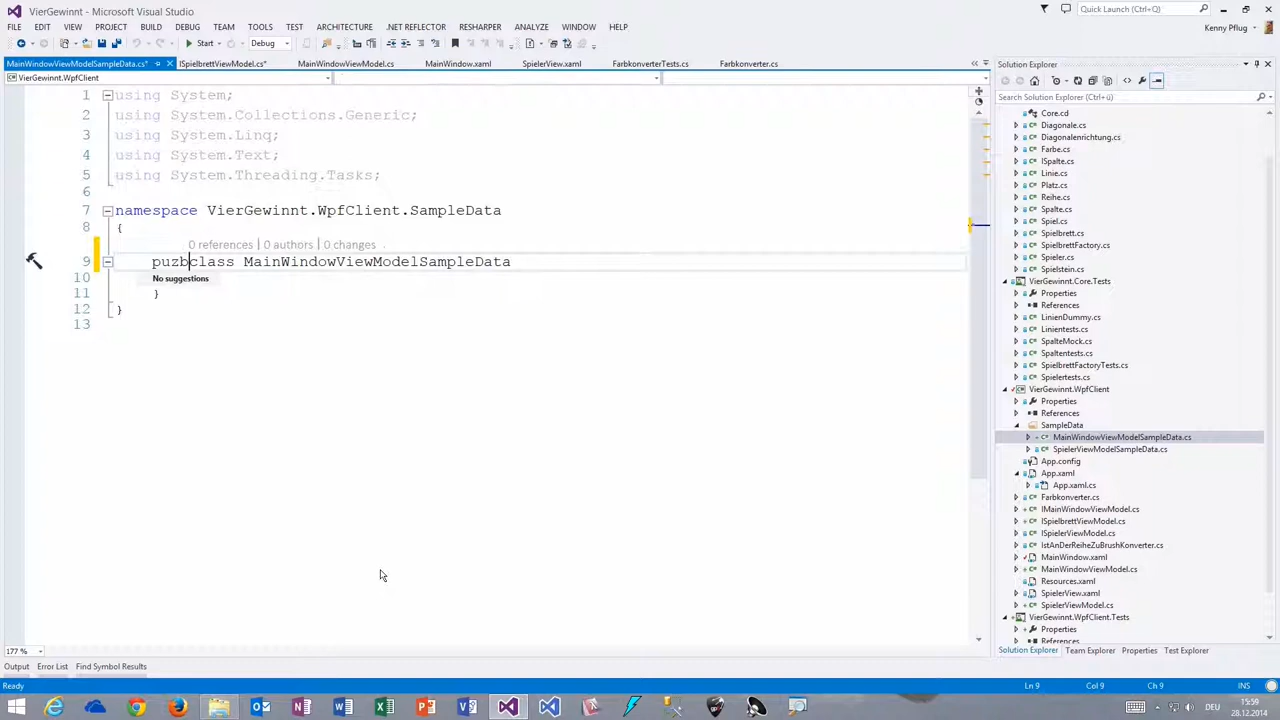 VierGewinnt - Microsoft Visual Studio
Quick Launch (Ctrl+Q)
FILE EDIT VIEW PROJECT BUILD DEBUG TEAM TOOLS TEST ARCHITECTURE .NET REFLECTOR RESHARPER ANALYZE WINDOW HELP
Kenny Pflug
Start
Debug
MainWindowViewModelSampleData.cs* ISpielbrettViewModel.cs* MainWindowViewModel.cs MainWindow.xaml SpielerView.xaml FarbkonverterTests.cs Farbkonverter.cs
VierGewinnt.WpfClient
1 using System;
2 using System.Collections.Generic;
3 using System.Linq;
4 using System.Text;
5 using System.Threading.Tasks;
6
7 namespace VierGewinnt.WpfClient.SampleData
8 {
0 references | 0 authors | 0 changes
9 puzbclass MainWindowViewModelSampleData
10
No suggestions
11 }
12 }
13
177 %
Solution Explorer
Search Solution Explorer (Ctrl+ü)
Core.cd
Diagonale.cs
Diagonalenrichtung.cs
Farbe.cs
ISpalte.cs
Linie.cs
Platz.cs
Reihe.cs
Spalte.cs
Spiel.cs
Spielbrett.cs
SpielbrettFactory.cs
Spieler.cs
Spielstein.cs
VierGewinnt.Core.Tests
Properties
References
LinienDummy.cs
Linientests.cs
SpalteMock.cs
Spaltentests.cs
SpielbrettFactoryTests.cs
Spielertests.cs
VierGewinnt.WpfClient
Properties
References
SampleData
MainWindowViewModelSampleData.cs
SpielerViewModelSampleData.cs
App.config
App.xaml
App.xaml.cs
Farbkonverter.cs
IMainWindowViewModel.cs
ISpielbrettViewModel.cs
ISpielerViewModel.cs
IstAnDerReiheZuBrushKonverter.cs
MainWindow.xaml
MainWindowViewModel.cs
Resources.xaml
SpielerView.xaml
SpielerViewModel.cs
VierGewinnt.WpfClient.Tests
Properties
References
Solution Explorer Team Explorer Properties Test Explorer
Output Error List Find Symbol Results
Ready
Ln 9 Col 9 Ch 9 INS
DEU
15:59
28.12.2014